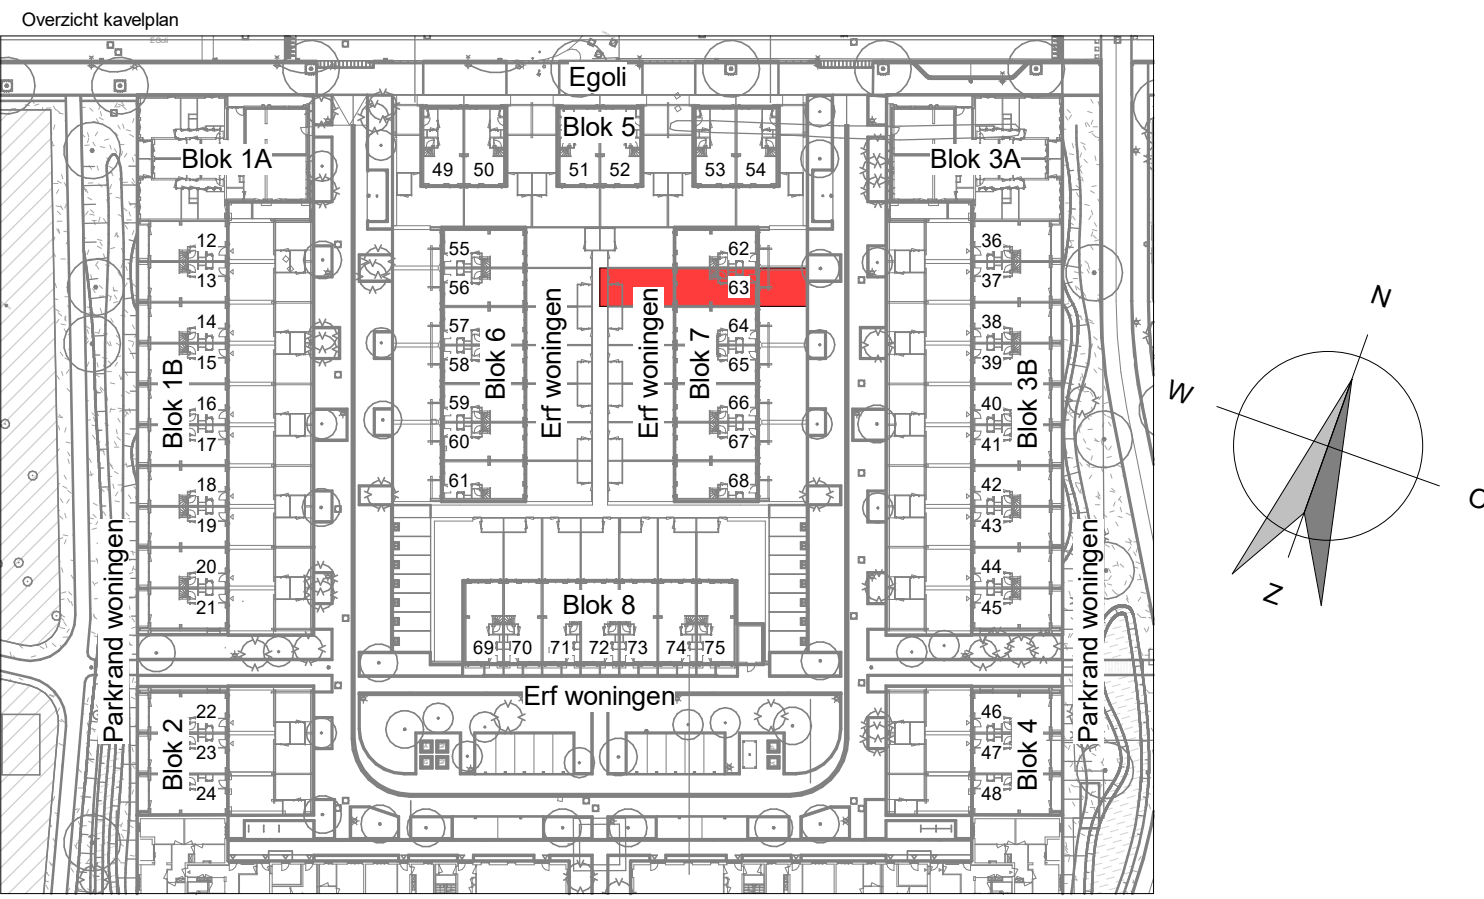 Overzicht kavelplan
EGoli
Egoli
Blok 5
49 50 51 52 53 54
Blok 1A
Blok 3A
12
13
14
15
16
17
18
19
20
21
Blok 1B
Parkrand woningen
22
23
24
Blok 2
55
56
57
58
59
60
61
Blok 6
Erf woningen
Erf woningen
Blok 7
62
63
64
65
66
67
68
Blok 8
69 70 71 72 73 74 75
Erf woningen
36
37
38
39
40
41
42
43
44
45
Blok 3B
Parkrand woningen
46
47
48
Blok 4
N
W
O
Z